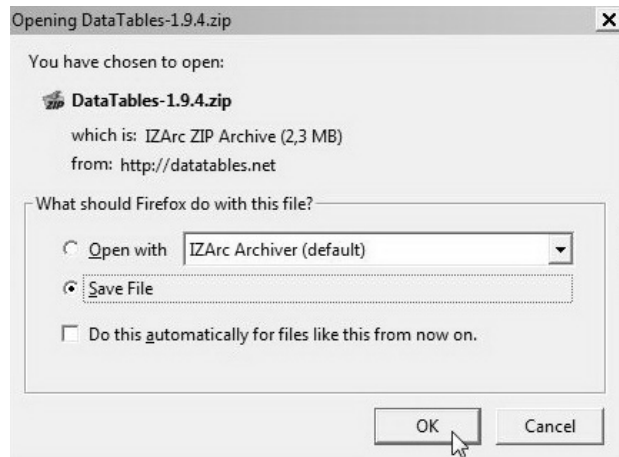 Opening DataTables-1.9.4.zip
You have chosen to open:
ZIP DataTables-1.9.4.zip
which is: IZArc ZIP Archive (2,3 MB)
from: http://datatables.net
What should Firefox do with this file?
Open with IZArc Archiver (default)
Save File
Do this automatically for files like this from now on.
OK Cancel